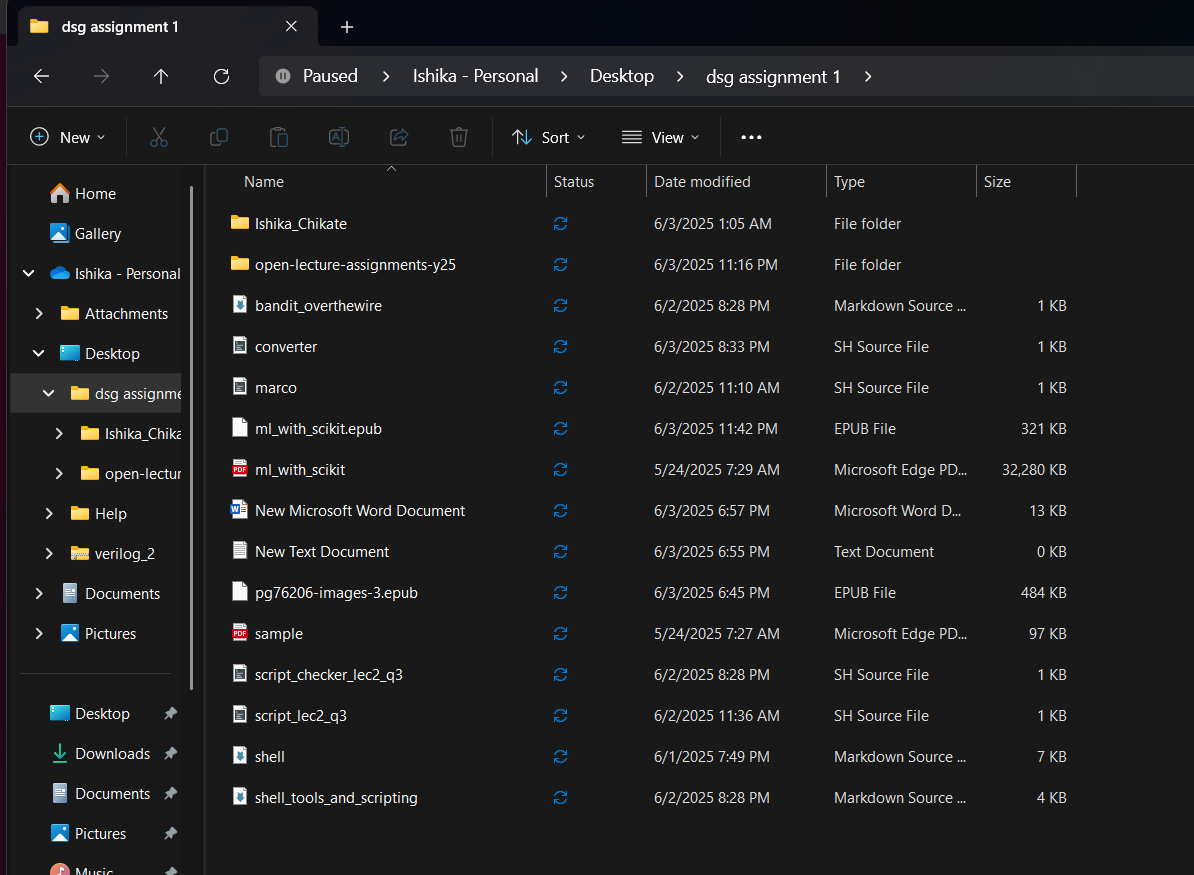 dsg assignment 1
Paused > Ishika - Personal > Desktop > dsg assignment 1 >
New Sort View
Name Status Date modified Type Size
Home
Gallery
Ishika - Personal
Attachments
Desktop
dsg assignme
Ishika_Chika
open-lectur
Help
verilog_2
Documents
Pictures
Desktop
Downloads
Documents
Pictures
Music
Ishika_Chikate 6/3/2025 1:05 AM File folder
open-lecture-assignments-y25 6/3/2025 11:16 PM File folder
bandit_overthewire 6/2/2025 8:28 PM Markdown Source ... 1 KB
converter 6/3/2025 8:33 PM SH Source File 1 KB
marco 6/2/2025 11:10 AM SH Source File 1 KB
ml_with_scikit.epub 6/3/2025 11:42 PM EPUB File 321 KB
PDF ml_with_scikit 5/24/2025 7:29 AM Microsoft Edge PD... 32,280 KB
W New Microsoft Word Document 6/3/2025 6:57 PM Microsoft Word D... 13 KB
New Text Document 6/3/2025 6:55 PM Text Document 0 KB
pg76206-images-3.epub 6/3/2025 6:45 PM EPUB File 484 KB
PDF sample 5/24/2025 7:27 AM Microsoft Edge PD... 97 KB
script_checker_lec2_q3 6/2/2025 8:28 PM SH Source File 1 KB
script_lec2_q3 6/2/2025 11:36 AM SH Source File 1 KB
shell 6/1/2025 7:49 PM Markdown Source ... 7 KB
shell_tools_and_scripting 6/2/2025 8:28 PM Markdown Source ... 4 KB